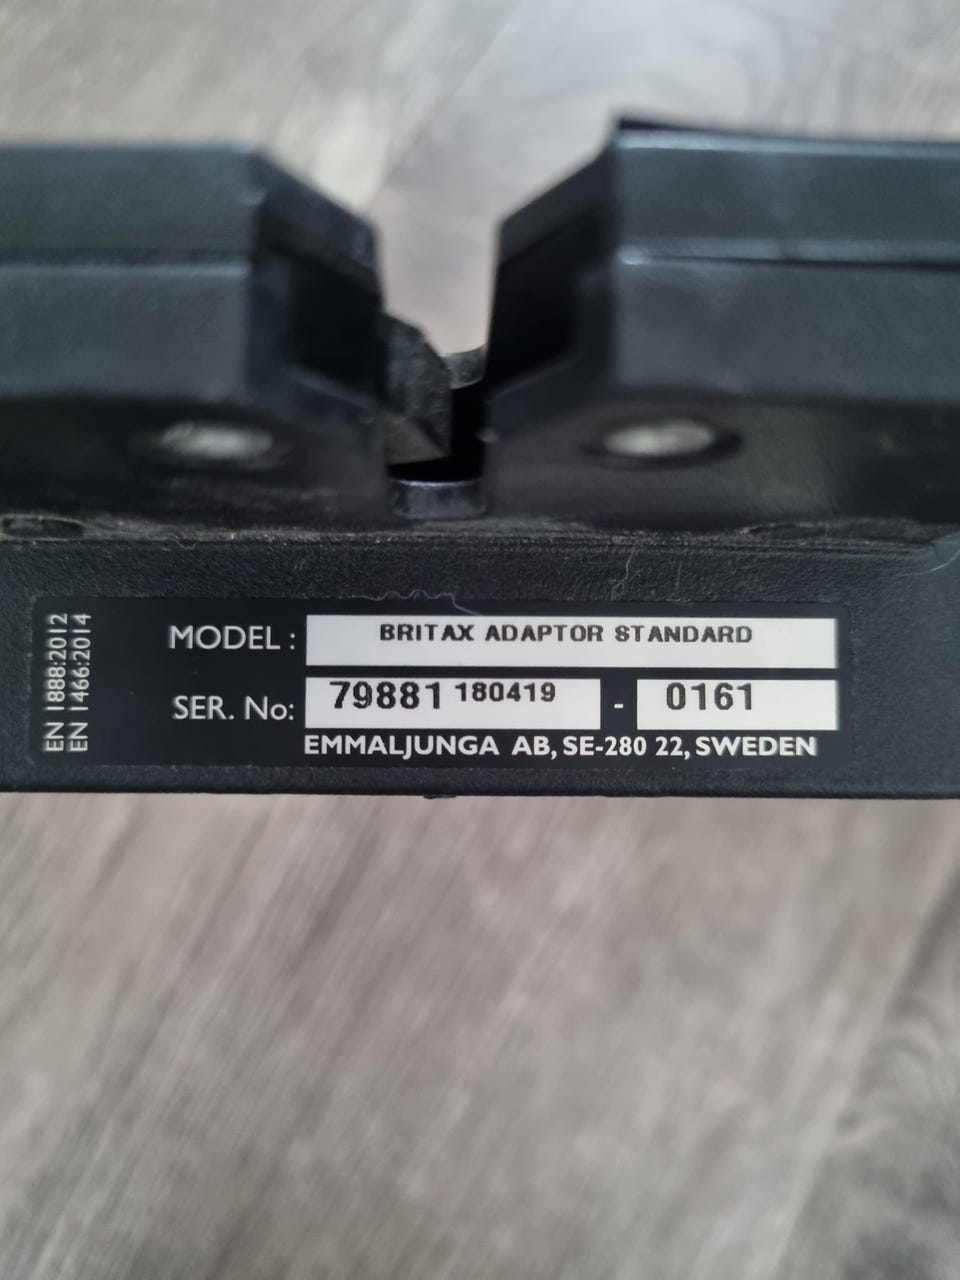 EN 1888:2012
EN 1466:2014
MODEL : BRITAX ADAPTOR STANDARD
SER. No: 79881 180419 - 0161
EMMALJUNGA AB, SE-280 22, SWEDEN